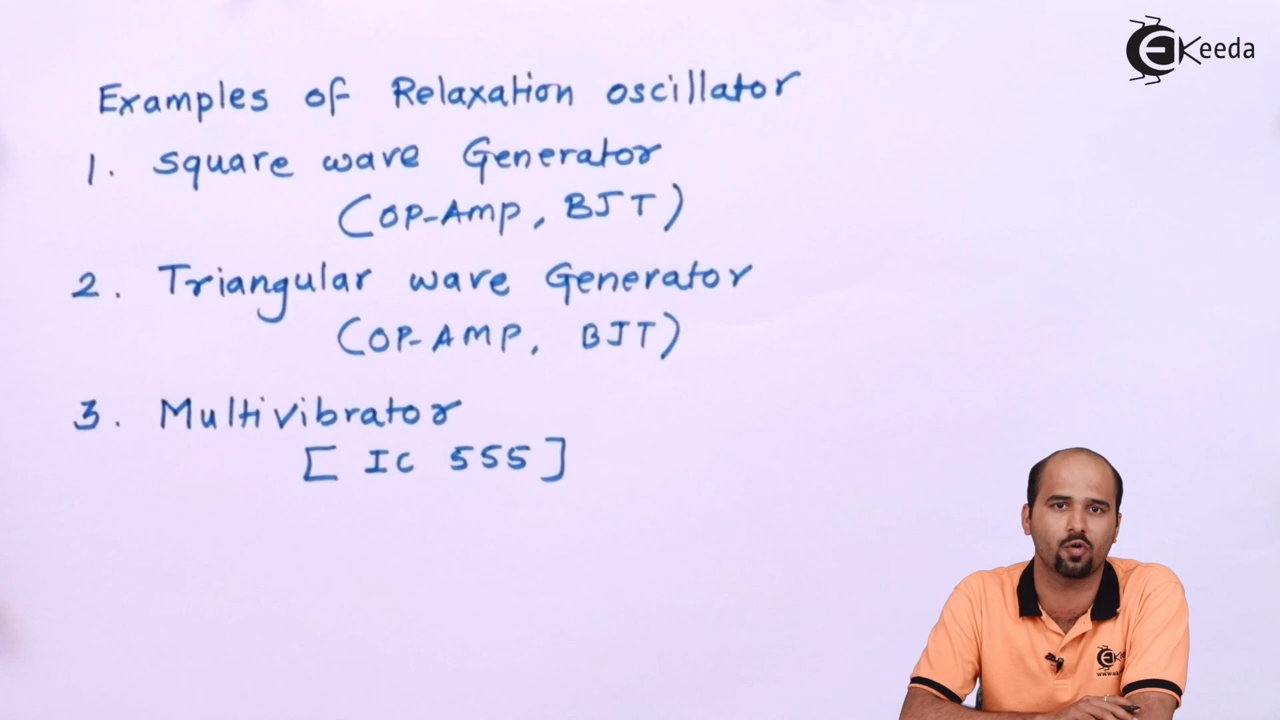 Keeda
Examples of Relaxation oscillator
1. Square wave Generator
(OP-Amp, BJT)
2. Triangular wave Generator
(OP-AMP, BJT)
3. Multivibrator
[ IC 555 ]